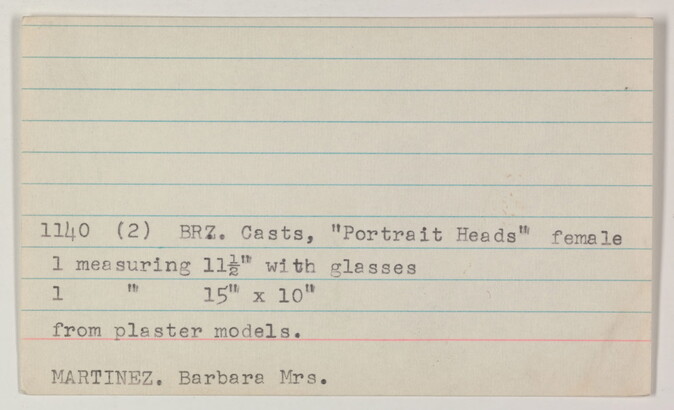 1140 (2) BRZ. Casts, "Portrait Heads" female
1 measuring 11½" with glasses
1 " 15" x 10"
from plaster models.
MARTINEZ. Barbara Mrs.